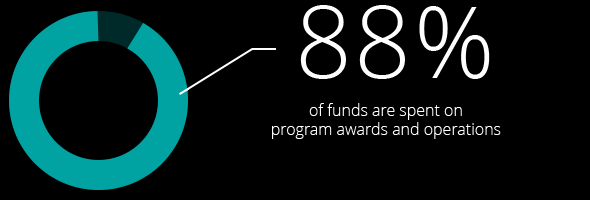 88%
of funds are spent on
program awards and operations